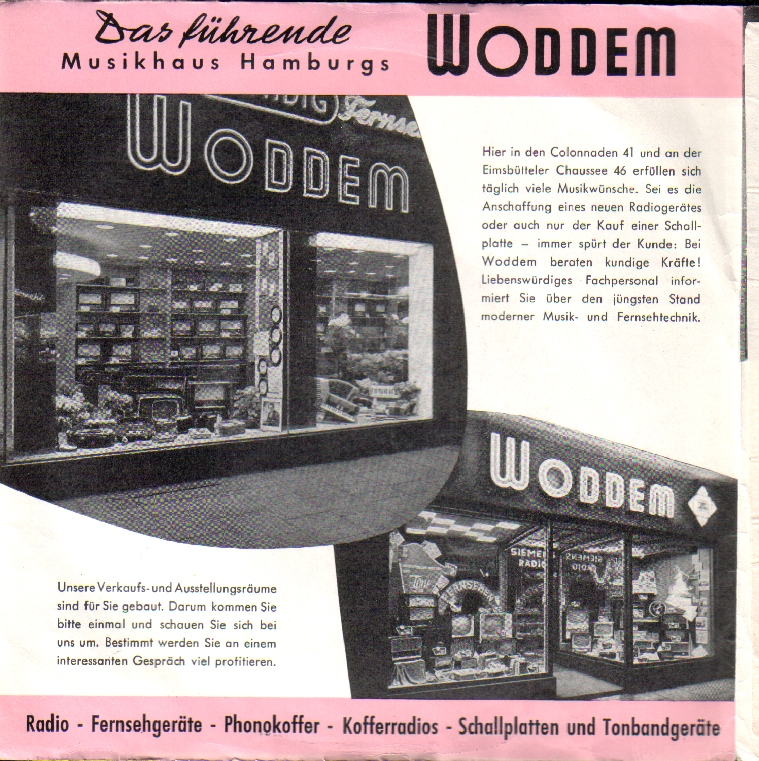 Das führende
Musikhaus Hamburgs
WODDEM
Fernse
WODDEM
Hier in den Colonnaden 41 und an der
Eimsbütteler Chaussee 46 erfüllen sich
täglich viele Musikwünsche. Sei es die
Anschaffung eines neuen Radiogerätes
oder auch nur der Kauf einer Schall-
platte – immer spürt der Kunde: Bei
Woddem beraten kundige Kräfte!
Liebenswürdiges Fachpersonal infor-
miert Sie über den jüngsten Stand
moderner Musik- und Fernsehtechnik.
WODDEM
SIEMENS
RADIO
Unsere Verkaufs- und Ausstellungsräume
sind für Sie gebaut. Darum kommen Sie
bitte einmal und schauen Sie sich bei
uns um. Bestimmt werden Sie an einem
interessanten Gespräch viel profitieren.
Radio - Fernsehgeräte - Phonokoffer - Kofferradios - Schallplatten und Tonbandgeräte